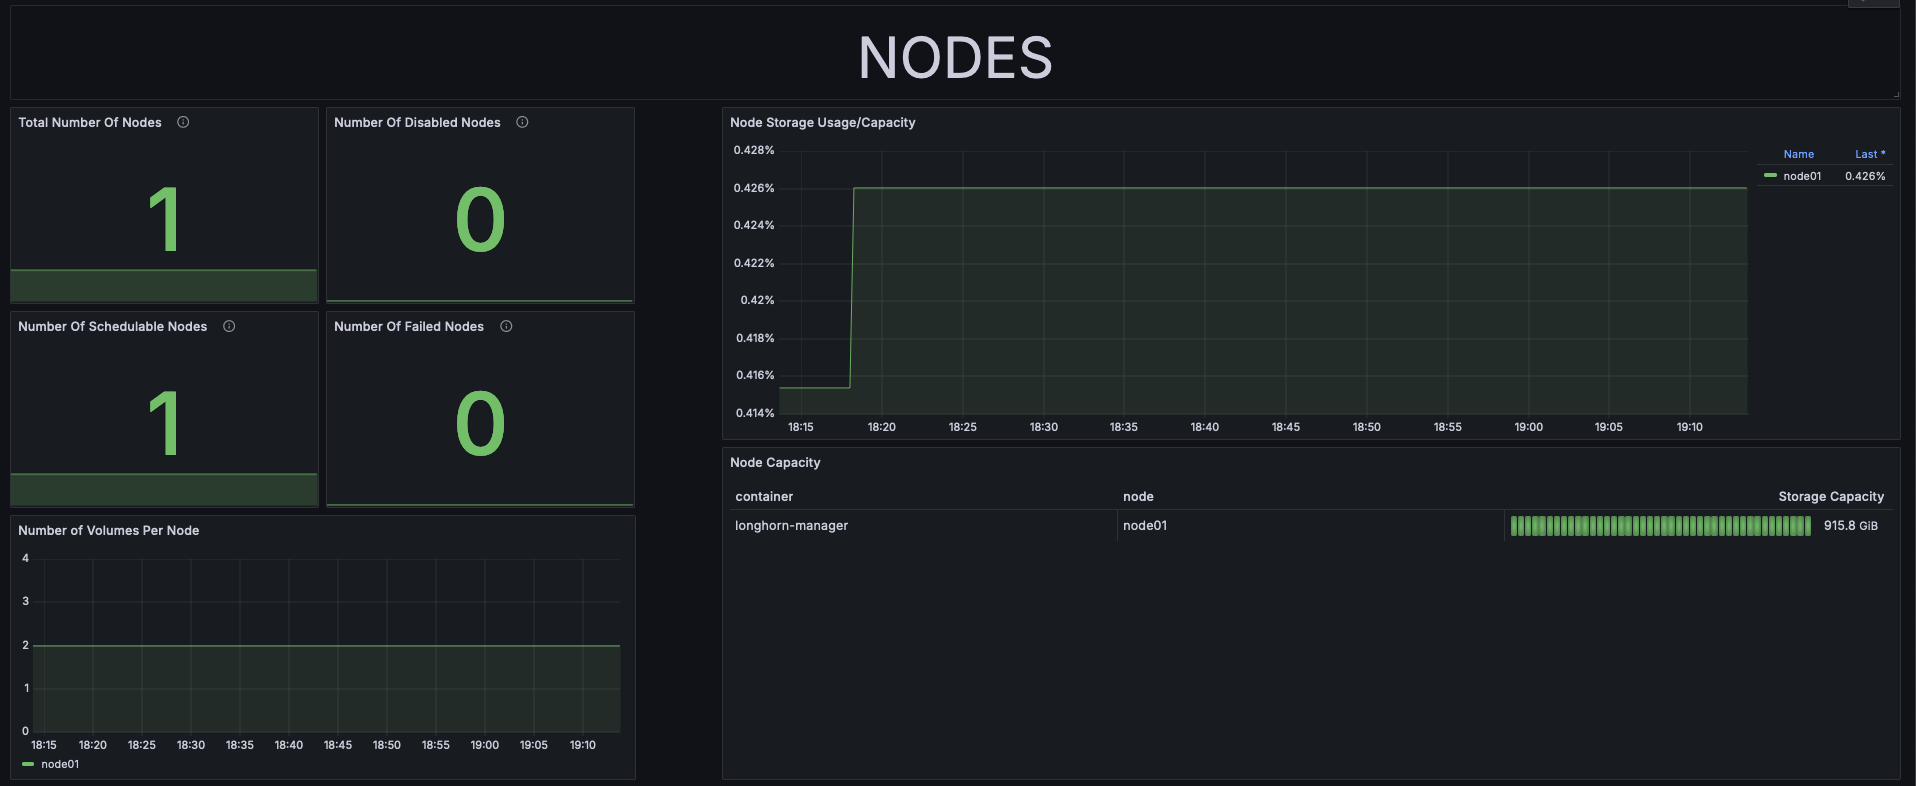 NODES
Total Number Of Nodes
1
Number Of Disabled Nodes
0
Number Of Schedulable Nodes
1
Number Of Failed Nodes
0
Number of Volumes Per Node
4
3
2
1
0
18:15 18:20 18:25 18:30 18:35 18:40 18:45 18:50 18:55 19:00 19:05 19:10
node01
Node Storage Usage/Capacity
0.428%
0.426%
0.424%
0.422%
0.42%
0.418%
0.416%
0.414%
18:15 18:20 18:25 18:30 18:35 18:40 18:45 18:50 18:55 19:00 19:05 19:10
Name Last *
node01 0.426%
Node Capacity
container node Storage Capacity
longhorn-manager node01 915.8 GiB